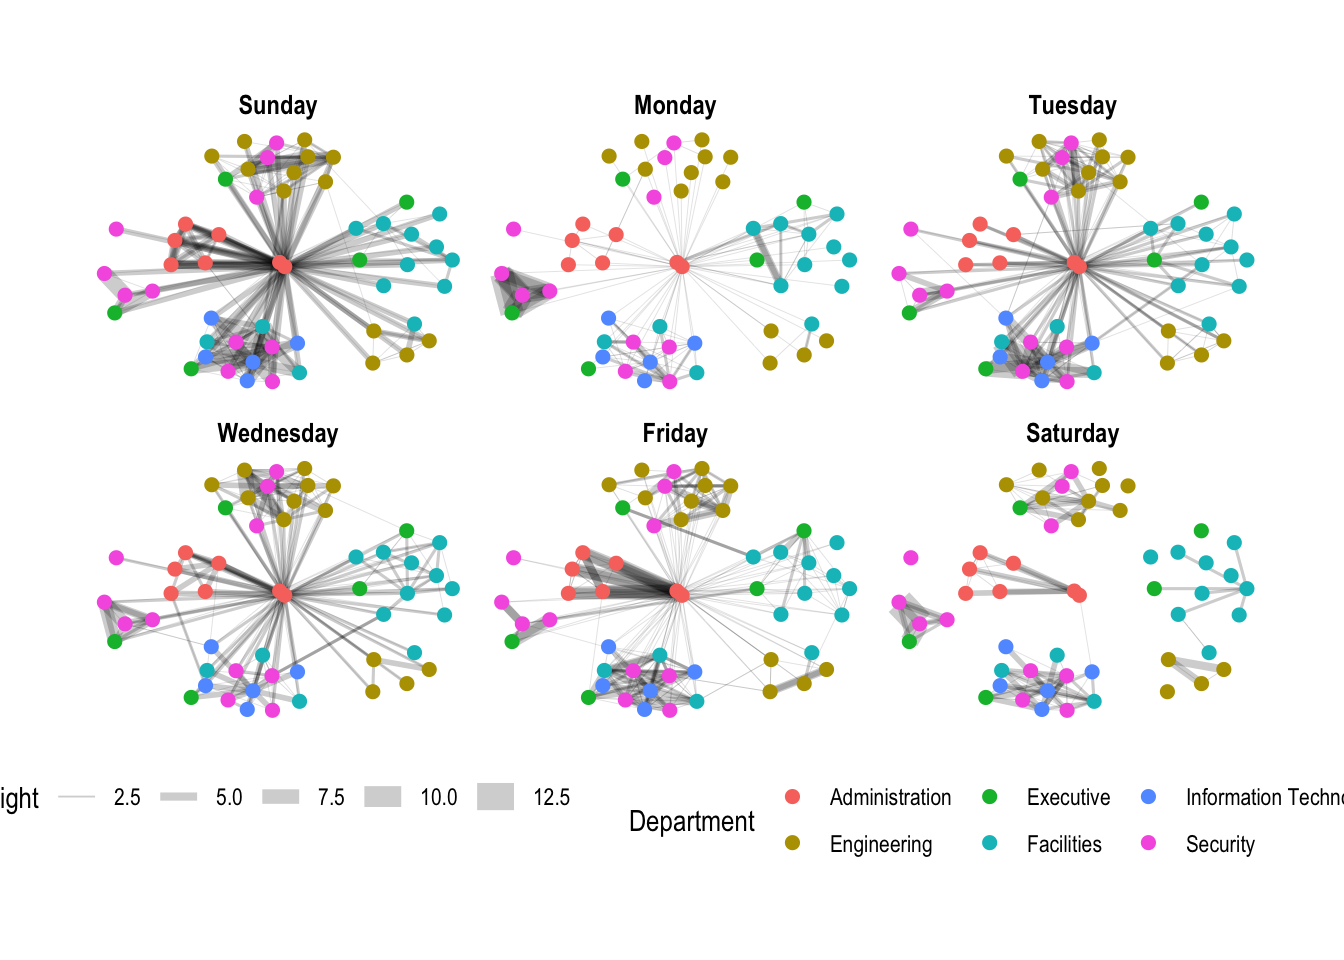 Sunday
Monday
Tuesday
Wednesday
Friday
Saturday
ight 2.5 5.0 7.5 10.0 12.5
Department
Administration Executive Information Techno
Engineering Facilities Security